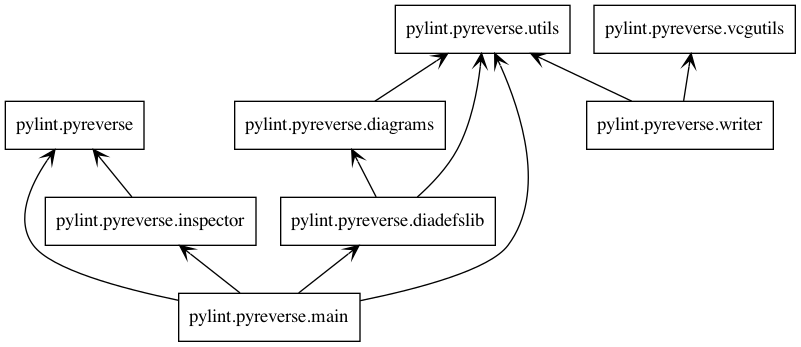 pylint.pyreverse.utils
pylint.pyreverse.vcgutils
pylint.pyreverse
pylint.pyreverse.diagrams
pylint.pyreverse.writer
pylint.pyreverse.inspector
pylint.pyreverse.diadefslib
pylint.pyreverse.main